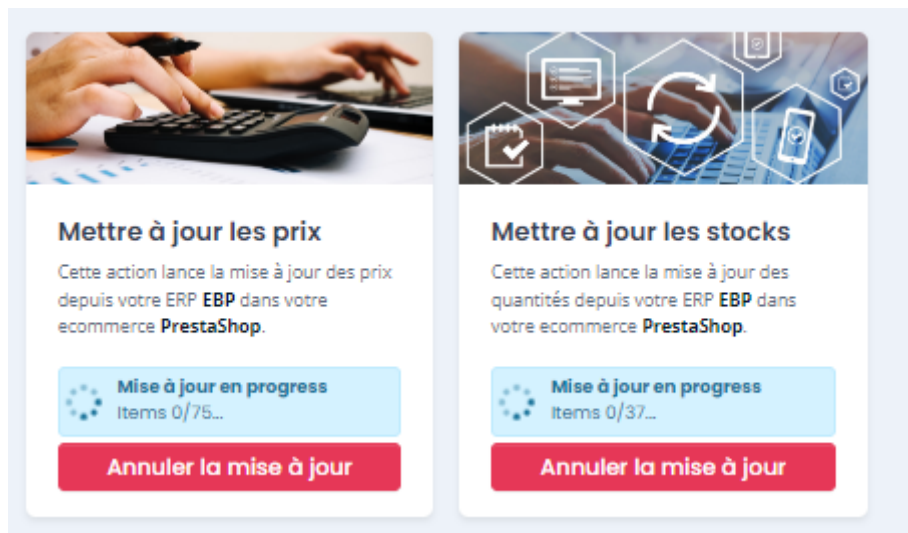 Mettre à jour les prix
Cette action lance la mise à jour des prix
depuis votre ERP EBP dans votre
ecommerce PrestaShop.
Mise à jour en progress
Items 0/75...
Annuler la mise à jour
Mettre à jour les stocks
Cette action lance la mise à jour des
quantités depuis votre ERP EBP dans
votre ecommerce PrestaShop.
Mise à jour en progress
Items 0/37...
Annuler la mise à jour